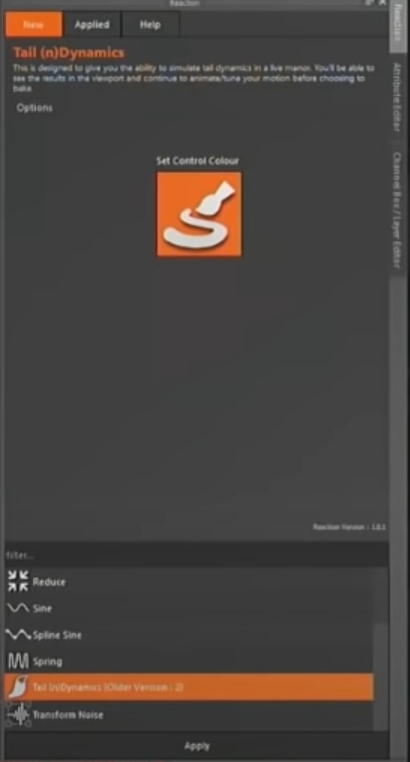 Reaction
New Applied Help
Tail (n)Dynamics
This is designed to give you the ability to simulate tail dynamics in a live manor. You'll be able to
see the results in the viewport and continue to animate/tune your motion before choosing to
bake.
Options
Set Control Colour
Reaction Version : 1.0.1
filter...
Reduce
Sine
Spline Sine
Spring
Tail (n)Dynamics (Older Version : 2)
Transform Noise
Apply
Reaction
Attribute Editor
Channel Box / Layer Editor